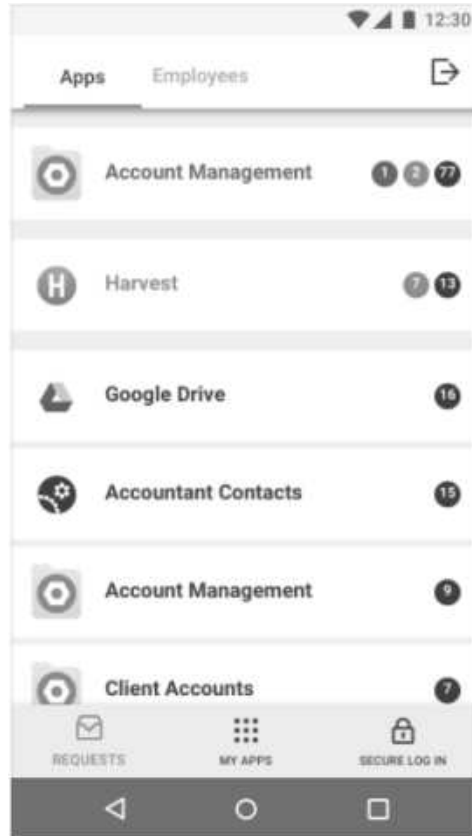 12:30
Apps Employees
Account Management 1 2 77
H Harvest 7 13
Google Drive 16
Accountant Contacts 15
Account Management 9
Client Accounts 7
REQUESTS MY APPS SECURE LOG IN